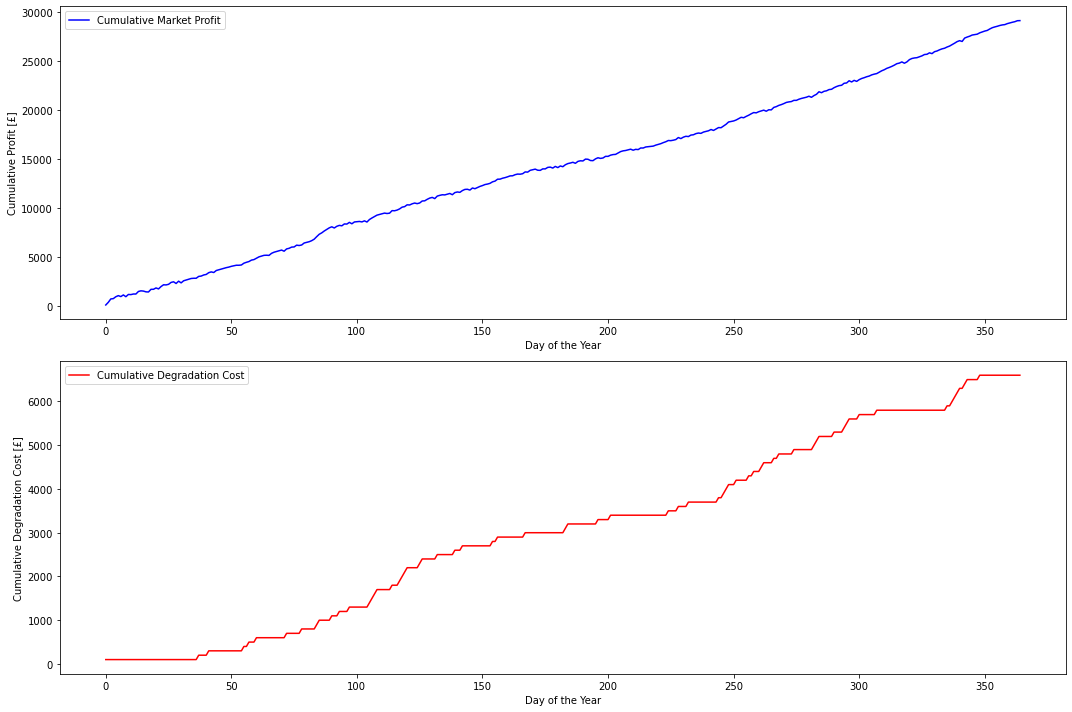 Cumulative Market Profit
30000
25000
20000
15000
10000
5000
0
Cumulative Profit [£]
0 50 100 150 200 250 300 350
Day of the Year
Cumulative Degradation Cost
6000
5000
4000
3000
2000
1000
0
Cumulative Degradation Cost [£]
0 50 100 150 200 250 300 350
Day of the Year